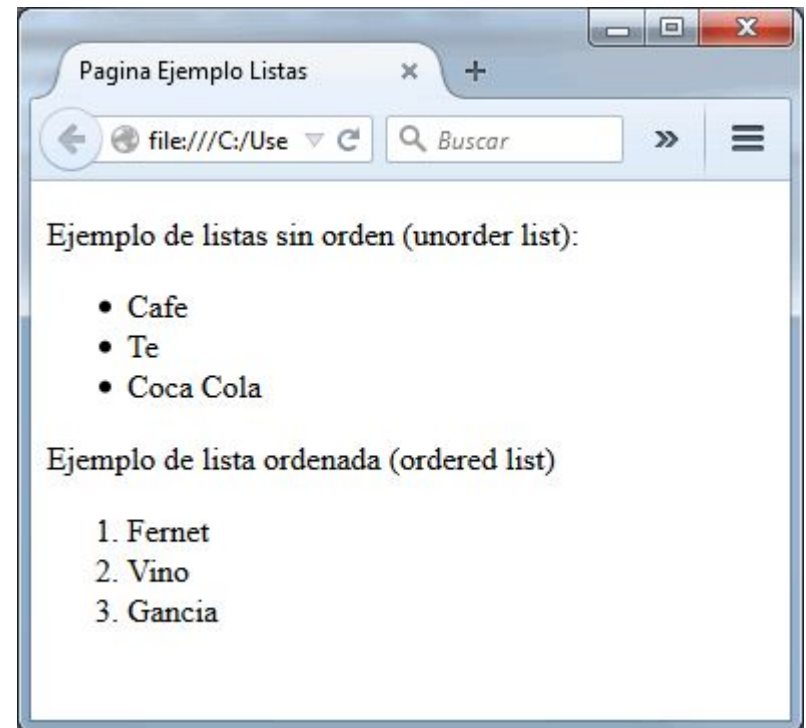 Pagina Ejemplo Listas
file:///C:/Use
Buscar
Ejemplo de listas sin orden (unorder list):
• Cafe
• Te
• Coca Cola
Ejemplo de lista ordenada (ordered list)
1. Fernet
2. Vino
3. Gancia